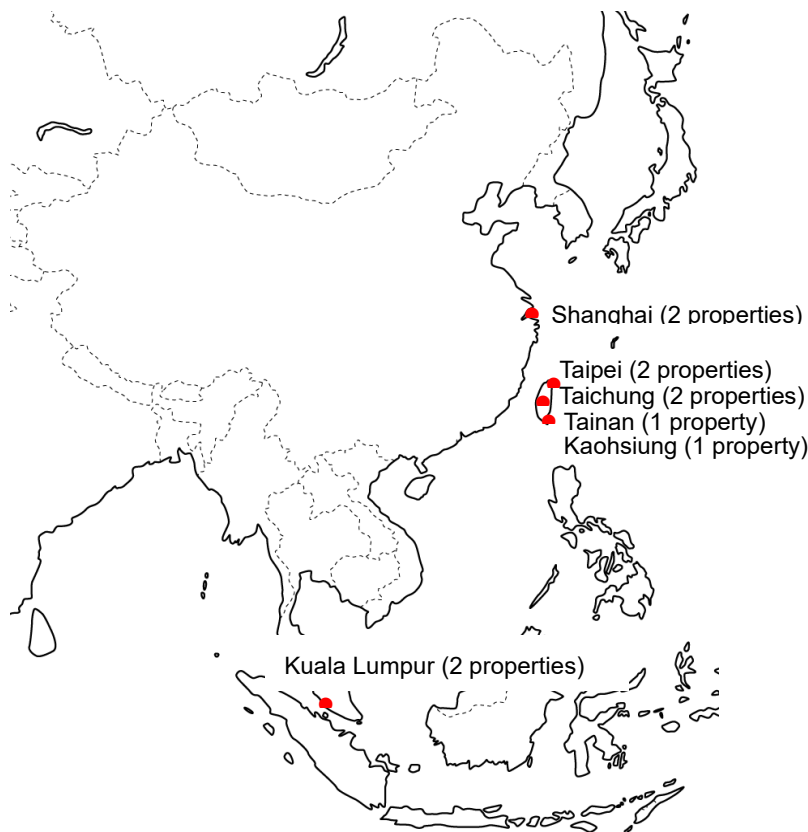 Shanghai (2 properties)
Taipei (2 properties)
Taichung (2 properties)
Tainan (1 property)
Kaohsiung (1 property)
Kuala Lumpur (2 properties)